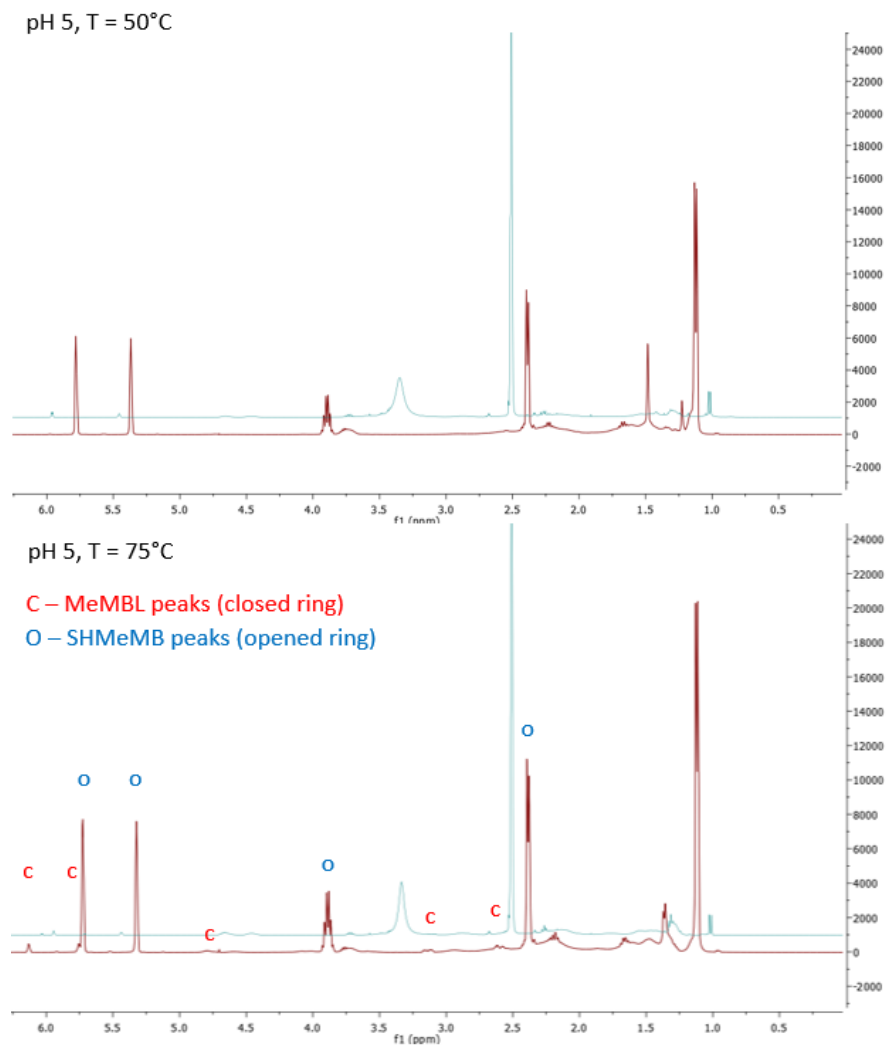 pH 5, T = 50°C
24000
22000
20000
18000
16000
14000
12000
10000
8000
6000
4000
2000
0
-2000
6.0 5.5 5.0 4.5 4.0 3.5 3.0 2.5 2.0 1.5 1.0 0.5
f1 (ppm)
pH 5, T = 75°C
C – MeMBL peaks (closed ring)
O – SHMeMB peaks (opened ring)
24000
22000
20000
18000
16000
14000
12000
10000
8000
6000
4000
2000
0
-2000
O
O O
O
C C
C C
C
6.0 5.5 5.0 4.5 4.0 3.5 3.0 2.5 2.0 1.5 1.0 0.5
f1 (ppm)